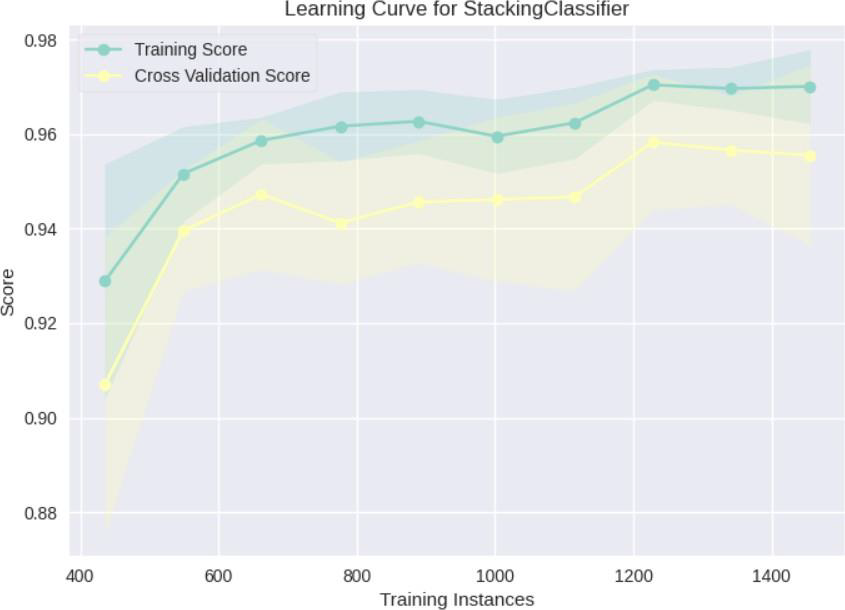 Learning Curve for StackingClassifier
0.98
Training Score
Cross Validation Score
0.96
0.94
Score
0.92
0.90
0.88
400 600 800 1000 1200 1400
Training Instances